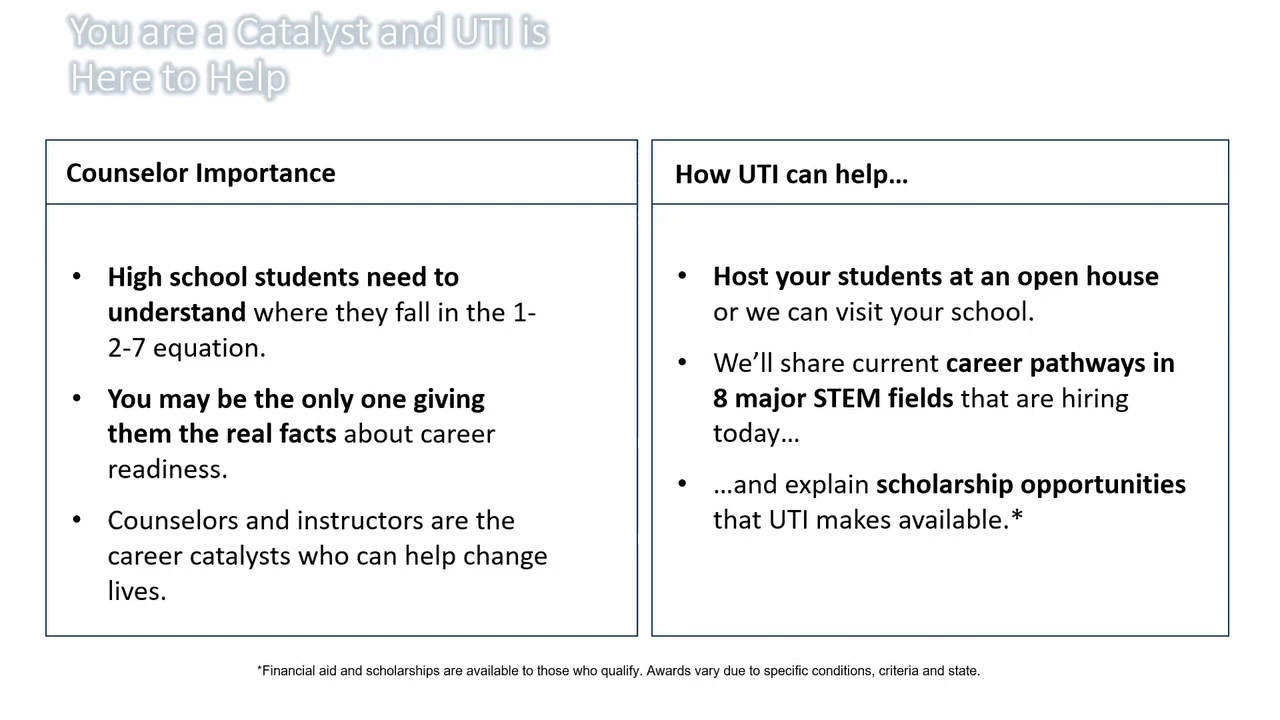 You are a Catalyst and UTI is
Here to Help
Counselor Importance
• High school students need to
understand where they fall in the 1-
2-7 equation.
• You may be the only one giving
them the real facts about career
readiness.
• Counselors and instructors are the
career catalysts who can help change
lives.
How UTI can help…
• Host your students at an open house
or we can visit your school.
• We’ll share current career pathways in
8 major STEM fields that are hiring
today…
• …and explain scholarship opportunities
that UTI makes available.*
*Financial aid and scholarships are available to those who qualify. Awards vary due to specific conditions, criteria and state.